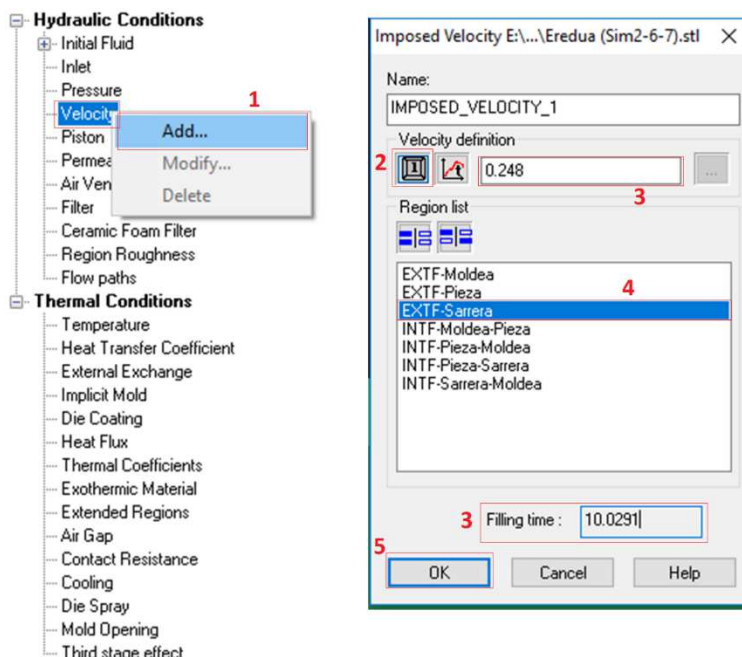 Hydraulic Conditions
Initial Fluid
Inlet
Pressure
Velocity
1
Add...
Piston
Modify...
Air Ven
Delete
Filter
Ceramic Foam Filter
Region Roughness
Flow paths
Thermal Conditions
Temperature
Heat Transfer Coefficient
External Exchange
Implicit Mold
Die Coating
Heat Flux
Thermal Coefficients
Exothermic Material
Extended Regions
Air Gap
Contact Resistance
Cooling
Die Spray
Mold Opening
Third stage effect
Imposed Velocity E:\...\Eredua (Sim2-6-7).stl
Name:
IMPOSED_VELOCITY_1
Velocity definition
2
1
t
0.248
...
3
Region list
EXTF-Moldea
EXTF-Pieza
4
EXTF-Sarrera
INTF-Moldea-Pieza
INTF-Pieza-Moldea
INTF-Pieza-Sarrera
INTF-Sarrera-Moldea
3
Filling time : 10.0291
5
OK Cancel Help